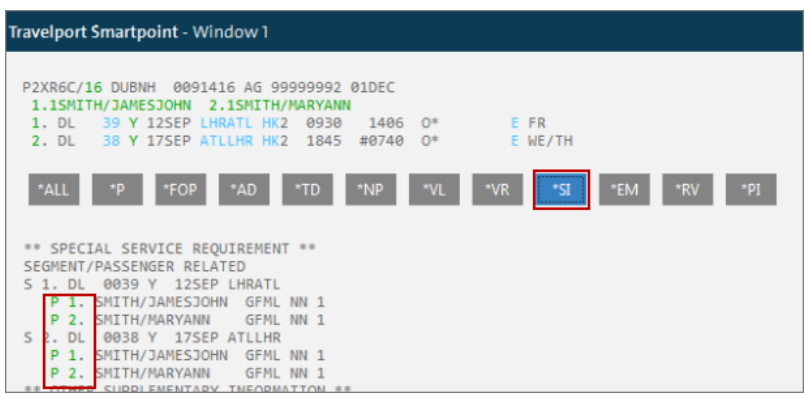 Travelport Smartpoint - Window 1
P2XR6C/16 DUBNH 0091416 AG 99999992 01DEC
1.1SMITH/JAMESJOHN 2.1SMITH/MARYANN
1. DL 39 Y 12SEP LHRATL HK2 0930 1406 O* E FR
2. DL 38 Y 17SEP ATLLHR HK2 1845 #0740 O* E WE/TH
*ALL *P *FOP *AD *TD *NP *VL *VR *SI *EM *RV *PI
** SPECIAL SERVICE REQUIREMENT **
SEGMENT/PASSENGER RELATED
S 1. DL 0039 Y 12SEP LHRATL
P 1. SMITH/JAMESJOHN GFML NN 1
P 2. SMITH/MARYANN GFML NN 1
S 2. DL 0038 Y 17SEP ATLLHR
P 1. SMITH/JAMESJOHN GFML NN 1
P 2. SMITH/MARYANN GFML NN 1
** OTHER SUPPLEMENTARY INFORMATION **